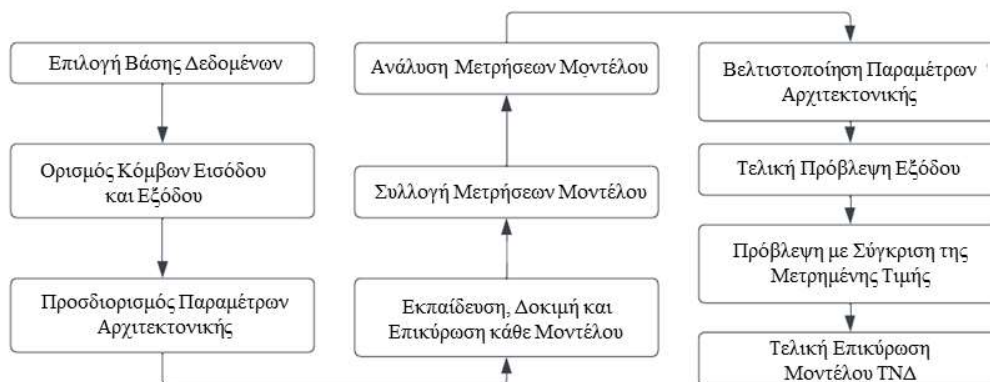 Επιλογή Βάσης Δεδομένων
Ορισμός Κόμβων Εισόδου
και Εξόδου
Προσδιορισμός Παραμέτρων
Αρχιτεκτονικής
Εκπαίδευση, Δοκιμή και
Επικύρωση κάθε Μοντέλου
Συλλογή Μετρήσεων Μοντέλου
Ανάλυση Μετρήσεων Μοντέλου
Βελτιστοποίηση Παραμέτρων
Αρχιτεκτονικής
Τελική Πρόβλεψη Εξόδου
Πρόβλεψη με Σύγκριση της
Μετρημένης Τιμής
Τελική Επικύρωση
Μοντέλου ΤΝΔ